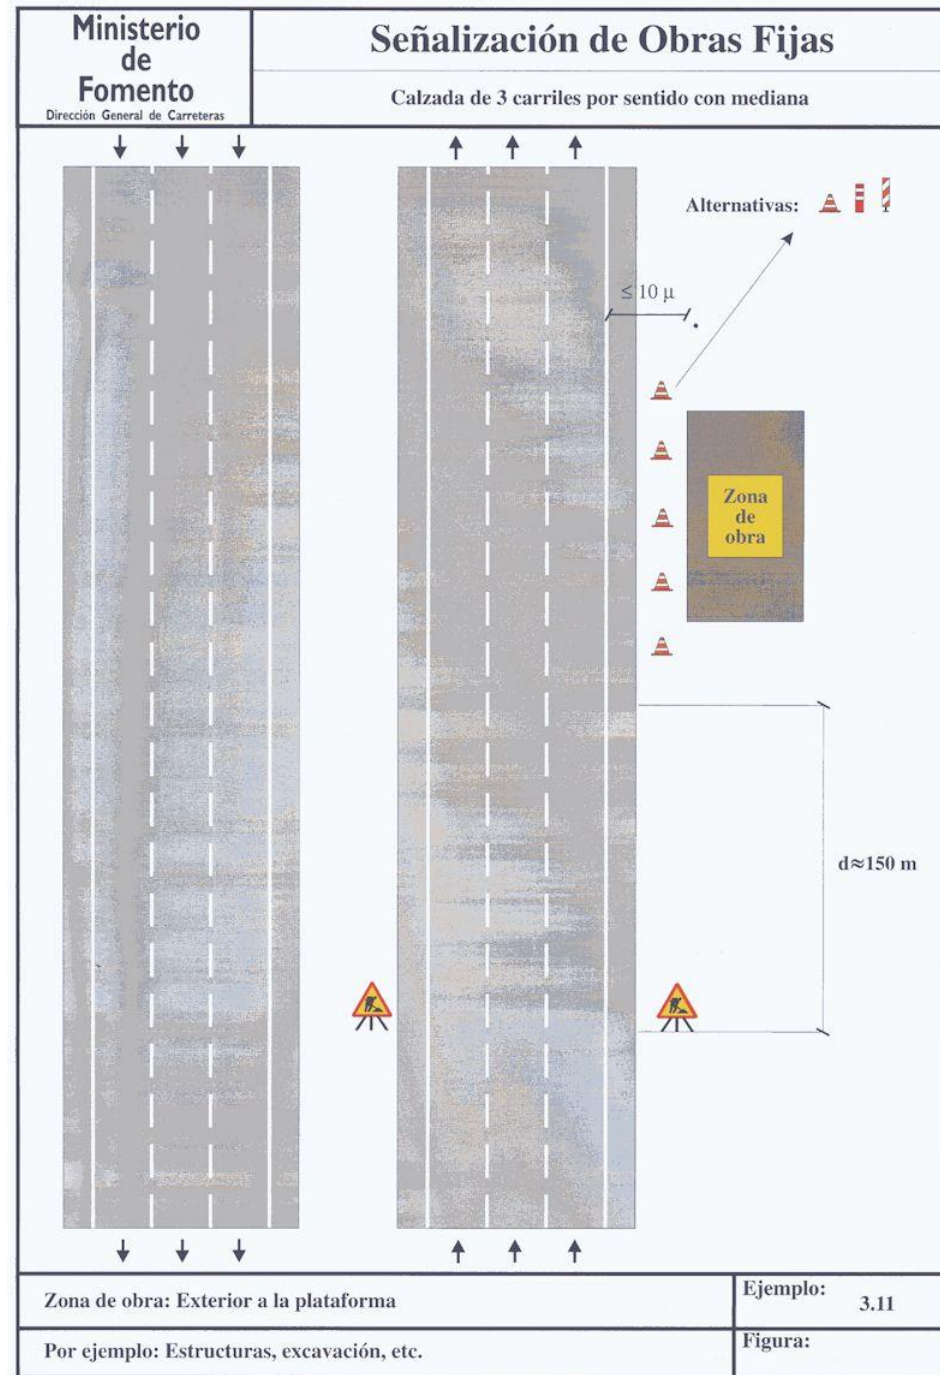 Ministerio
de
Fomento
Dirección General de Carreteras
Señalización de Obras Fijas
Calzada de 3 carriles por sentido con mediana
Alternativas:
≤ 10 µ
Zona
de
obra
d≈150 m
Zona de obra: Exterior a la plataforma
Ejemplo:
3.11
Por ejemplo: Estructuras, excavación, etc.
Figura: